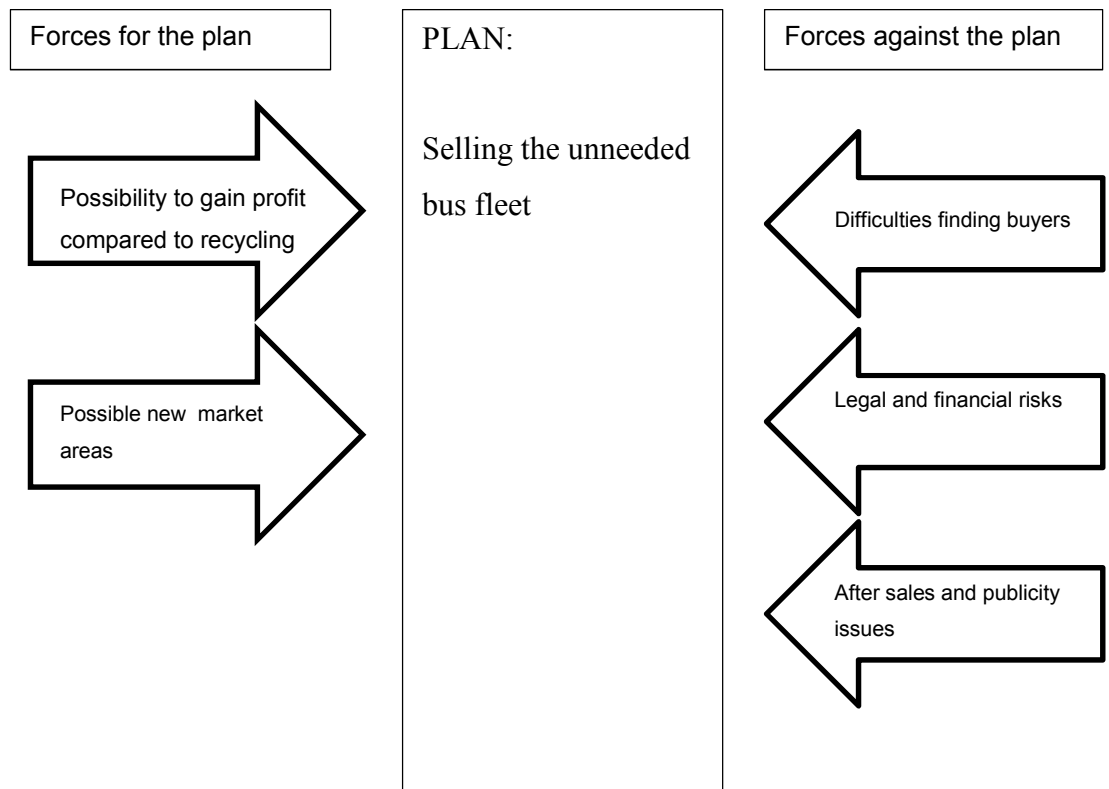 Forces for the plan
Possibility to gain profit
compared to recycling
Possible new market
areas
PLAN:
Selling the unneeded
bus fleet
Forces against the plan
Difficulties finding buyers
Legal and financial risks
After sales and publicity
issues